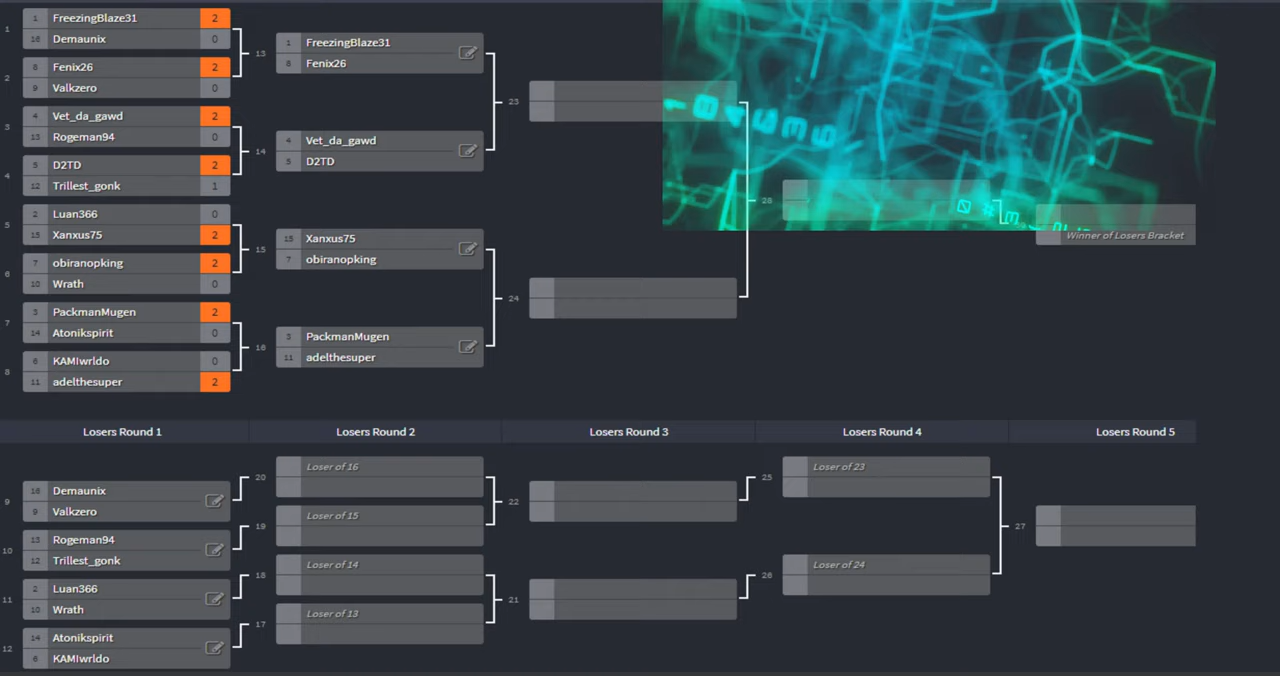 1 FreezingBlaze31 2
1 16 Demaunix 0
8 Fenix26 2
2 9 Valkzero 0
4 Vet_da_gawd 2
3 13 Rogeman94 0
5 D2TD 2
4 12 Trillest_gonk 1
2 Luan366 0
5 15 Xanxus75 2
7 obiranopking 2
6 10 Wrath 0
3 PackmanMugen 2
7 14 Atonikspirit 0
6 KAMIwrldo 0
8 11 adelthesuper 2
13 1 FreezingBlaze31
8 Fenix26
14 4 Vet_da_gawd
5 D2TD
15 15 Xanxus75
7 obiranopking
16 3 PackmanMugen
11 adelthesuper
23
24
28
Winner of Losers Bracket
Losers Round 1
Losers Round 2
Losers Round 3
Losers Round 4
Losers Round 5
9 16 Demaunix
9 Valkzero
10 13 Rogeman94
12 Trillest_gonk
11 2 Luan366
10 Wrath
12 14 Atonikspirit
6 KAMIwrldo
20 Loser of 16
19 Loser of 15
18 Loser of 14
17 Loser of 13
22
21
25 Loser of 23
26 Loser of 24
27